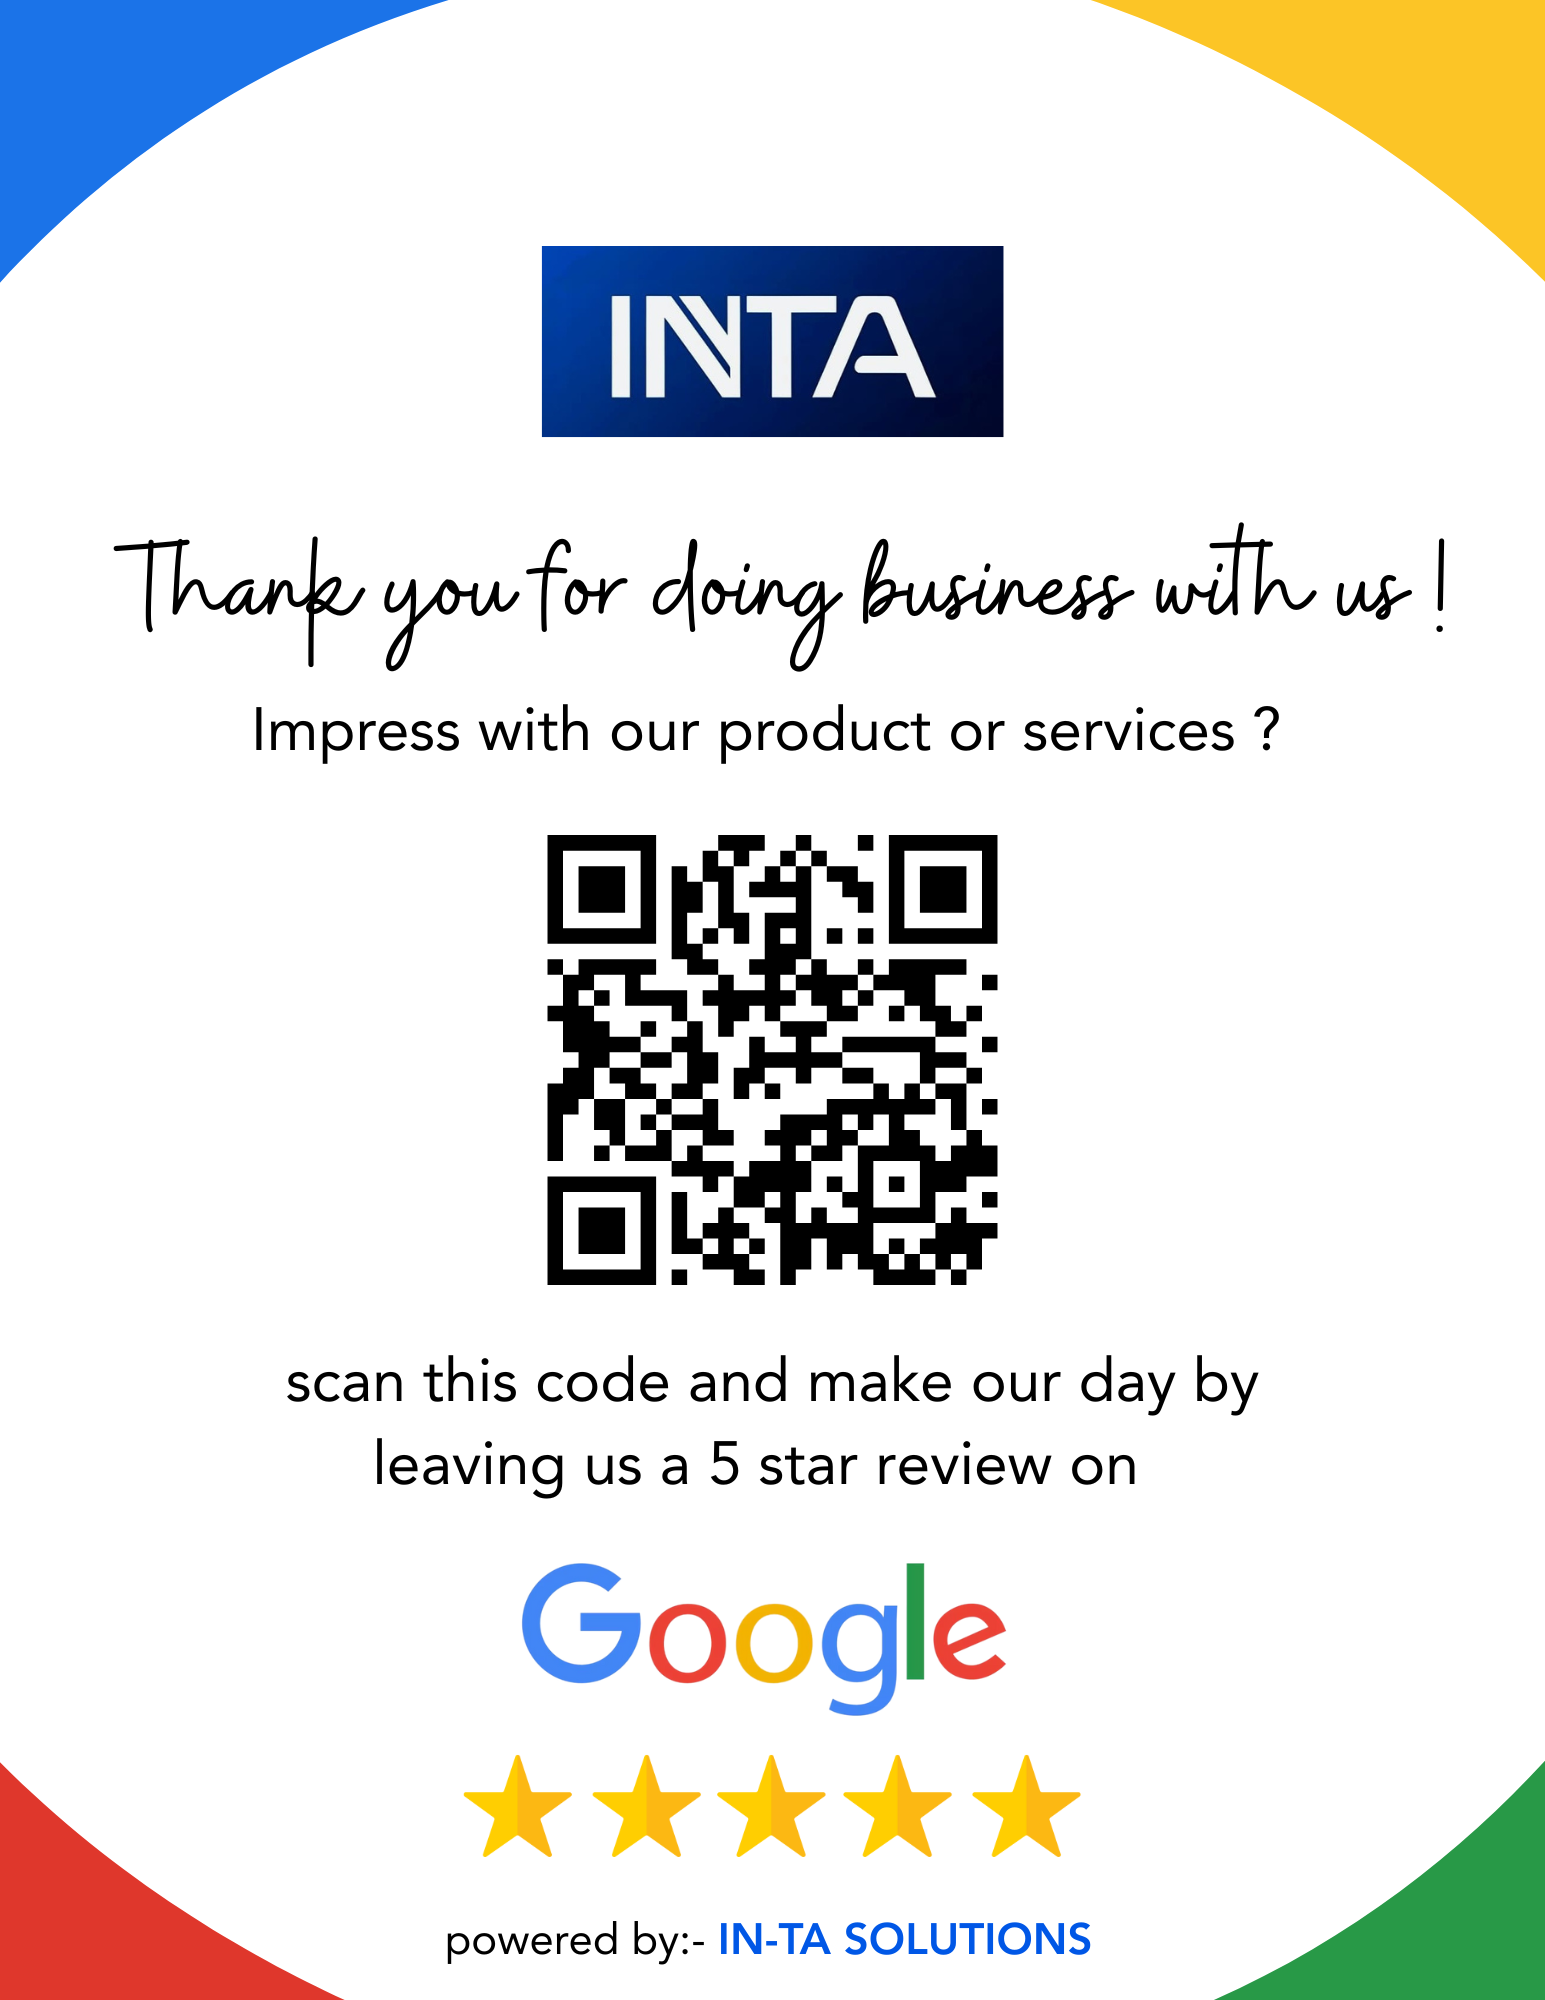 INTA
Thank you for doing business with us !
Impress with our product or services ?
scan this code and make our day by
leaving us a 5 star review on
Google
powered by:- IN-TA SOLUTIONS